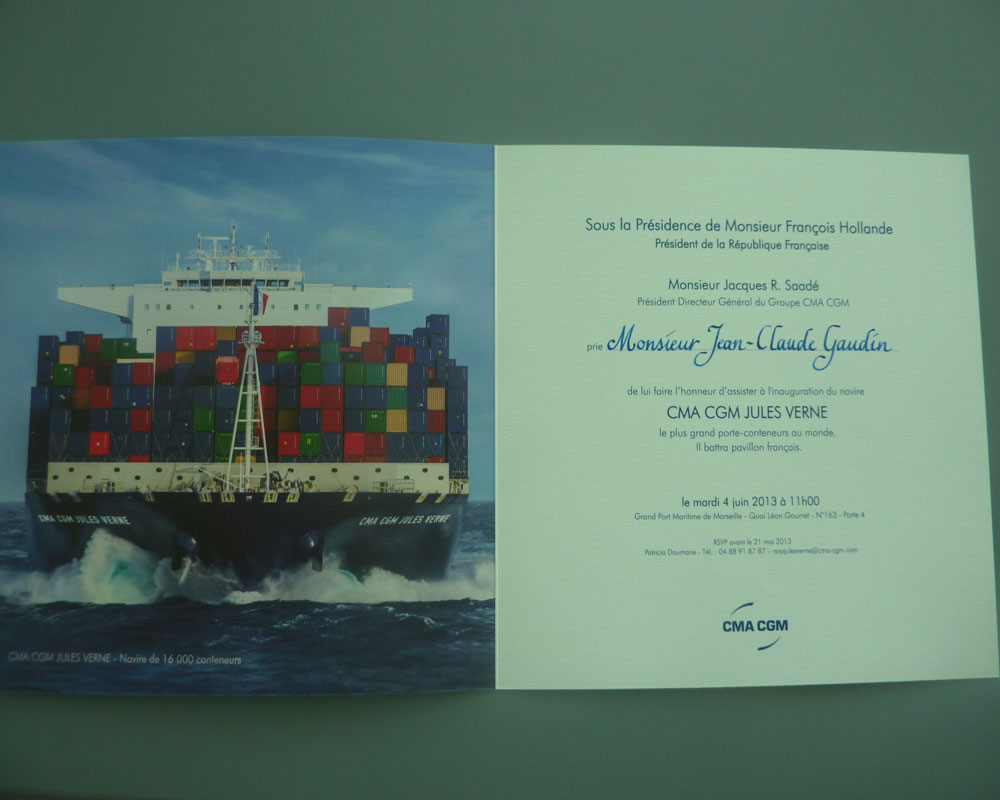 CMA CGM JULES VERNE
CMA CGM JULES VERNE
CMA CGM JULES VERNE - Navire de 16 000 conteneurs
Sous la Présidence de Monsieur François Hollande
Président de la République Française
Monsieur Jacques R. Saadé
Président Directeur Général du Groupe CMA CGM
prie Monsieur Jean-Claude Gaudin
de lui faire l'honneur d'assister à l'inauguration du navire
CMA CGM JULES VERNE
le plus grand porte-conteneurs au monde.
Il battra pavillon français.
le mardi 4 juin 2013 à 11h00
Grand Port Maritime de Marseille - Quai Léon Gourret - N°163 - Porte 4
RSVP avant le 21 mai 2013
Patricia Daumarie - Tél. : 04 88 91 87 87 - rsvpjulesverne@cma-cgm.com
CMA CGM